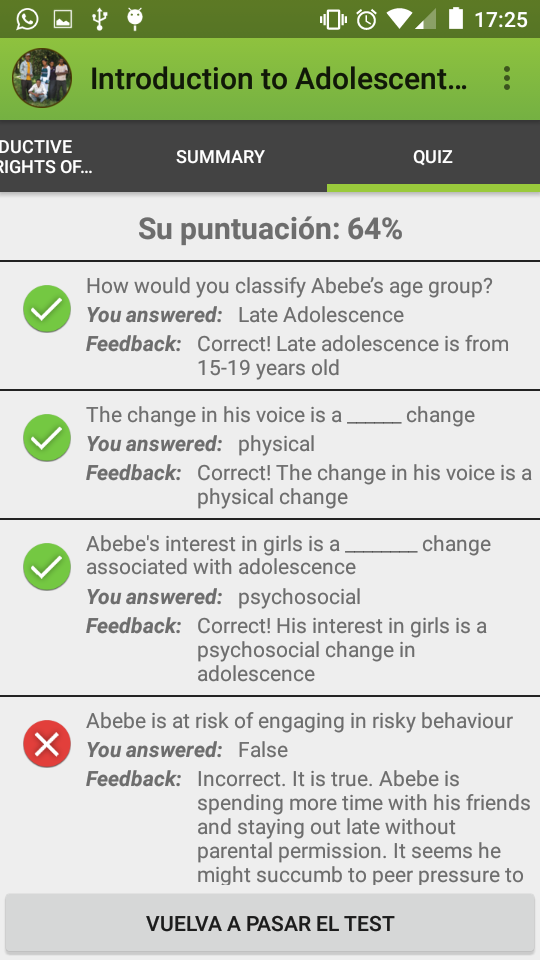 17:25
Introduction to Adolescent...
DUCTIVE
RIGHTS OF...
SUMMARY
QUIZ
Su puntuación: 64%
How would you classify Abebe's age group?
You answered: Late Adolescence
Feedback: Correct! Late adolescence is from
15-19 years old
The change in his voice is a ______ change
You answered: physical
Feedback: Correct! The change in his voice is a
physical change
Abebe's interest in girls is a ________ change
associated with adolescence
You answered: psychosocial
Feedback: Correct! His interest in girls is a
psychosocial change in
adolescence
Abebe is at risk of engaging in risky behaviour
You answered: False
Feedback: Incorrect. It is true. Abebe is
spending more time with his friends
and staying out late without
parental permission. It seems he
might succumb to peer pressure to
VUELVA A PASAR EL TEST